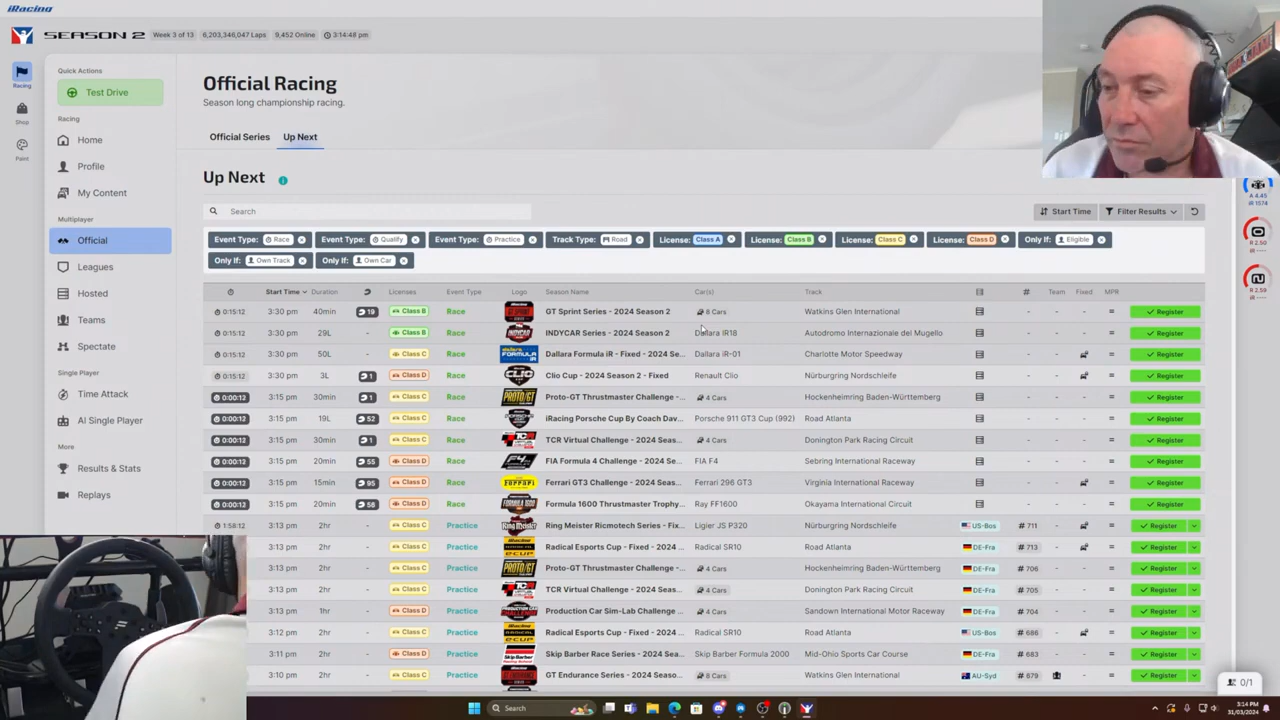 iRacing
SEASON 2 Week 3 of 13 6,203,346,047 Laps 9,452 Online 3:14:48 pm
Racing
Shop
Paint
Quick Actions
Test Drive
Racing
Home
Profile
My Content
Multiplayer
Official
Leagues
Hosted
Teams
Spectate
Single Player
Time Attack
AI Single Player
More
Results & Stats
Replays
Official Racing
Season long championship racing.
Official Series Up Next
Up Next
Search
Start Time Filter Results
Event Type: Race Event Type: Qualify Event Type: Practice Track Type: Road License: Class A License: Class B License: Class C License: Class D Only If: Eligible
Only If: Own Track Only If: Own Car
Start Time Duration Licenses Event Type Logo Season Name Car(s) Track # Team Fixed MPR
0:15:12 3:30 pm 40min 19 Class B Race GT Sprint Series - 2024 Season 2 8 Cars Watkins Glen International - - - = Register
0:15:12 3:30 pm 29L - Class B Race INDYCAR Series - 2024 Season 2 Dallara IR18 Autodromo Internazionale del Mugello - - - = Register
0:15:12 3:30 pm 50L - Class C Race Dallara Formula iR - Fixed - 2024 Se... Dallara iR-01 Charlotte Motor Speedway - - = Register
0:15:12 3:30 pm 3L 1 Class D Race Clio Cup - 2024 Season 2 - Fixed Renault Clio Nürburgring Nordschleife - - = Register
0:00:12 3:15 pm 30min 1 Class C Race Proto-GT Thrustmaster Challenge -... 4 Cars Hockenheimring Baden-Württemberg - - - = Register
0:00:12 3:15 pm 19L 52 Class C Race iRacing Porsche Cup By Coach Dav... Porsche 911 GT3 Cup (992) Road Atlanta - - - = Register
0:00:12 3:15 pm 30min 1 Class C Race TCR Virtual Challenge - 2024 Seas... 4 Cars Donington Park Racing Circuit - - - = Register
0:00:12 3:15 pm 20min 55 Class D Race FIA Formula 4 Challenge - 2024 Se... FIA F4 Sebring International Raceway - - - = Register
0:00:12 3:15 pm 15min 95 Class C Race Ferrari GT3 Challenge - 2024 Seas... Ferrari 296 GT3 Virginia International Raceway - - = Register
0:00:12 3:15 pm 20min 58 Class D Race Formula 1600 Thrustmaster Trophy... Ray FF1600 Okayama International Circuit - - - = Register
1:58:12 3:13 pm 2hr - Class C Practice Ring Meister Ricmotech Series - Fix... Ligier JS P320 Nürburgring Nordschleife US-Bos # 711 - = Register
3:13 pm 2hr - Class C Practice Radical Esports Cup - Fixed - 2024 ... Radical SR10 Road Atlanta DE-Fra # 713 - = Register
3:13 pm 2hr - Class C Practice Proto-GT Thrustmaster Challenge -... 4 Cars Hockenheimring Baden-Württemberg DE-Fra # 706 - - = Register
3:13 pm 2hr - Class C Practice TCR Virtual Challenge - 2024 Seas... 4 Cars Donington Park Racing Circuit DE-Fra # 705 - - = Register
3:13 pm 1hr - Class D Practice Production Car Sim-Lab Challenge ... 4 Cars Sandown International Motor Raceway DE-Fra # 704 - - = Register
3:12 pm 2hr - Class C Practice Radical Esports Cup - Fixed - 2024 ... Radical SR10 Road Atlanta US-Bos # 686 - = Register
3:11 pm 2hr - Class D Practice Skip Barber Race Series - 2024 Sea... Skip Barber Formula 2000 Mid-Ohio Sports Car Course DE-Fra # 683 - - = Register
3:10 pm 2hr - Class C Practice GT Endurance Series - 2024 Seaso... 8 Cars Watkins Glen International AU-Syd # 679 - = Register
A 4.45
iR 1574
R 2.50
iR ----
R 2.59
iR ----
0/1
Search
3:14 PM
31/03/2024